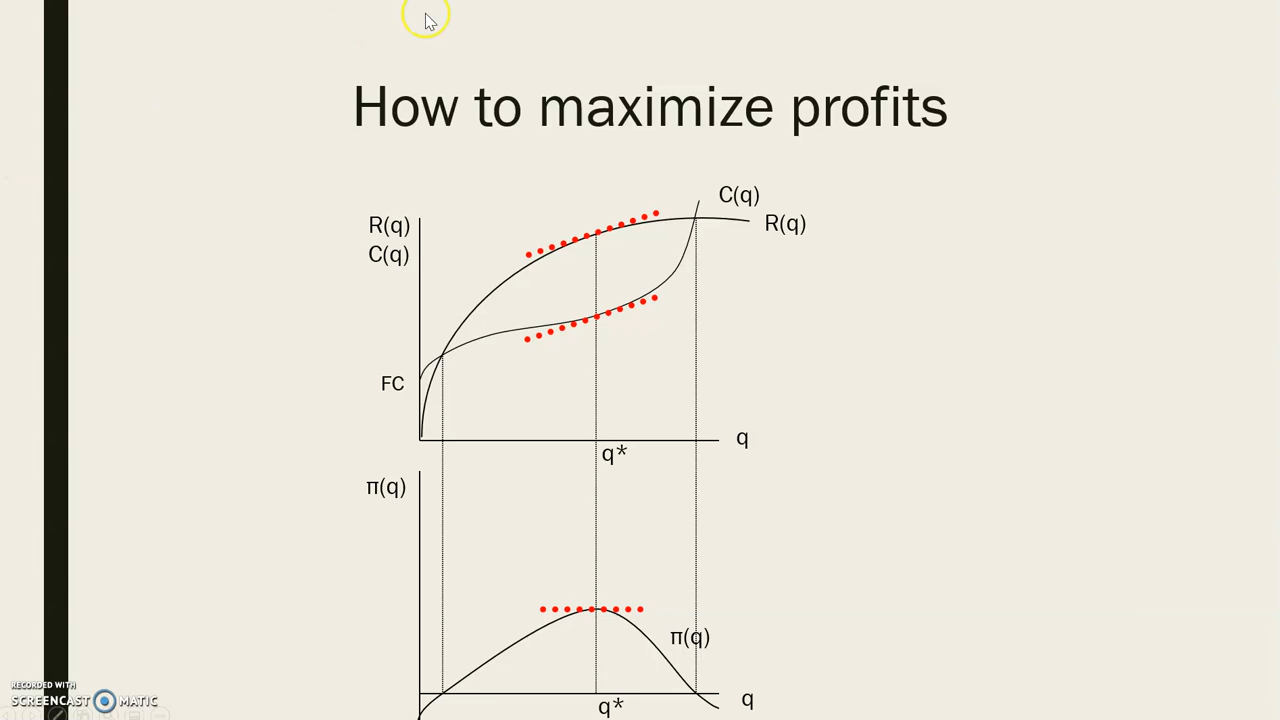 How to maximize profits
C(q)
R(q)
R(q)
C(q)
FC
q
q*
π(q)
π(q)
q
q*
RECORDED WITH
SCREENCAST MATIC